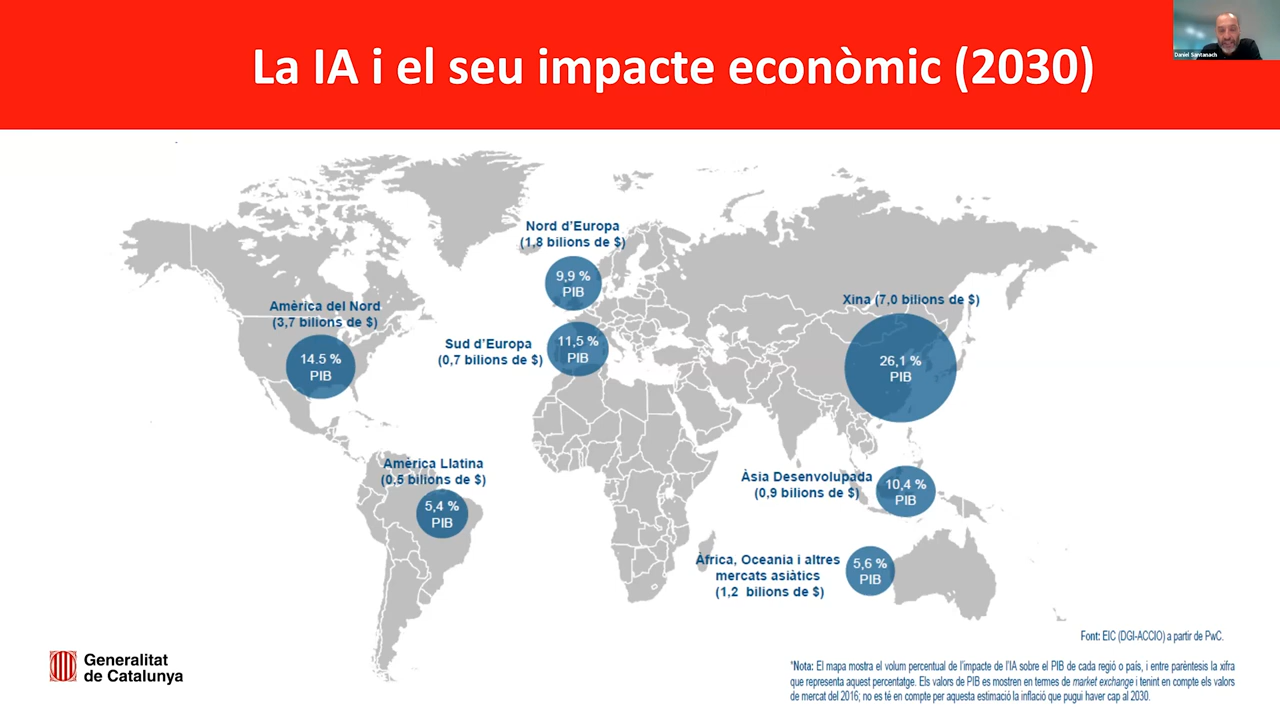 La IA i el seu impacte econòmic (2030)
Daniel Santanach
Nord d'Europa
(1,8 bilions de $)
9,9 %
PIB
Amèrica del Nord
(3,7 bilions de $)
14.5 %
PIB
Sud d'Europa
(0,7 bilions de $)
11,5 %
PIB
Xina (7,0 bilions de $)
26,1 %
PIB
Amèrica Llatina
(0,5 bilions de $)
5,4 %
PIB
Àsia Desenvolupada
(0,9 bilions de $)
10,4 %
PIB
Àfrica, Oceania i altres
mercats asiàtics
(1,2 bilions de $)
5,6 %
PIB
Font: EIC (DGI-ACCIO) a partir de PwC.
Generalitat
de Catalunya
*Nota: El mapa mostra el volum percentual de l'impacte de l'IA sobre el PIB de cada regió o país, i entre parèntesis la xifra
que representa aquest percentatge. Els valors de PIB es mostren en termes de market exchange i tenint en compte els valors
de mercat del 2016; no es té en compte per aquesta estimació la inflació que pugui haver cap al 2030.